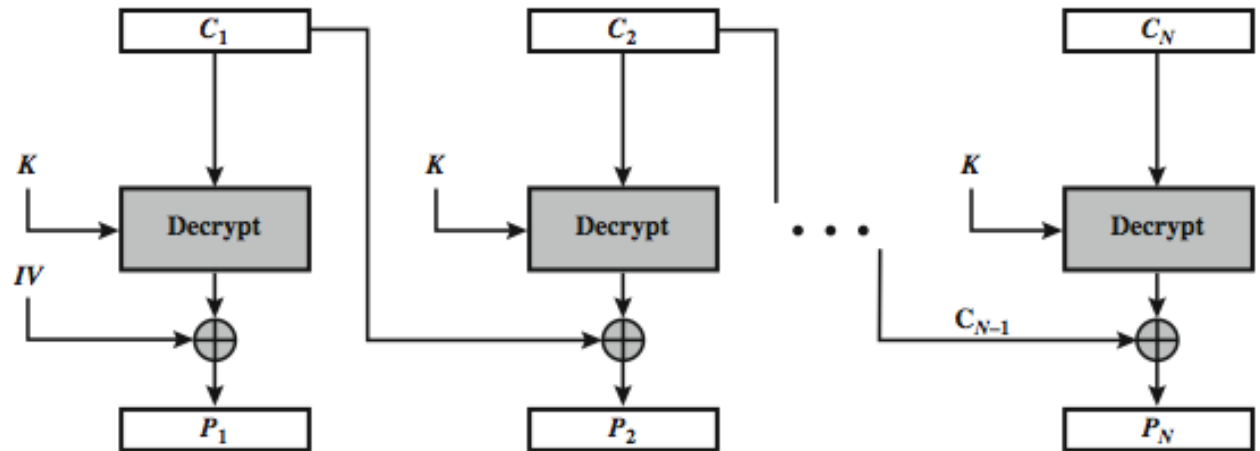 C1 C2 CN
K K K
Decrypt Decrypt • • • Decrypt
IV
CN–1
P1 P2 PN